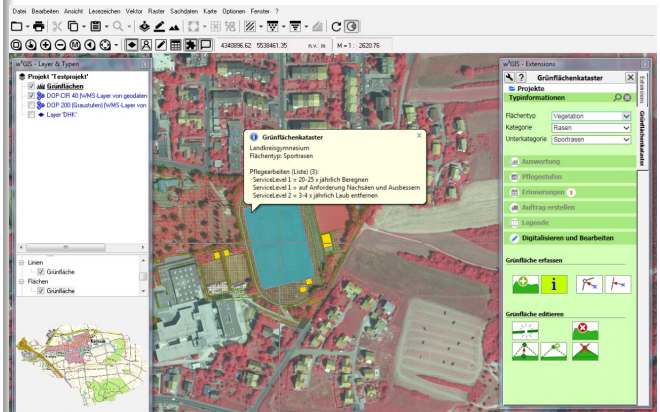 Datei Bearbeiten Ansicht Lesezeichen Vektor Raster Sachdaten Karte Optionen Fenster ?
4340896.62 5538461.35 n.v. m M = 1 : 2620.76
w³GIS - Layer & Typen
Projekt "Testprojekt"
Grünflächen
DOP-CIR 40 (WMS-Layer von geodaten
DOP 200 (Graustufen) (WMS-Layer von
Layer 'DHK'
Linien
Grünfläche
Flächen
Grünfläche
Grünflächenkataster
Landkreisgymnasium
Flächentyp: Sportrasen
Pflegearbeiten (Liste) (3):
ServiceLevel 1 = 20-25 x jährlich Beregnen
ServiceLevel 1 = auf Anforderung Nachsäen und Ausbessern
ServiceLevel 2 = 3-4 x jährlich Laub entfernen
w³GIS - Extensions
Grünflächenkataster
Projekte
Typinformationen
Flächentyp Vegetation
Kategorie Rasen
Unterkategorie Sportrasen
Auswertung
Pflegestufen
Erinnerungen 3
Auftrag erstellen
Legende
Digitalisieren und Bearbeiten
Grünfläche erfassen
Grünfläche editieren
Extensions
Grünflächenkataster